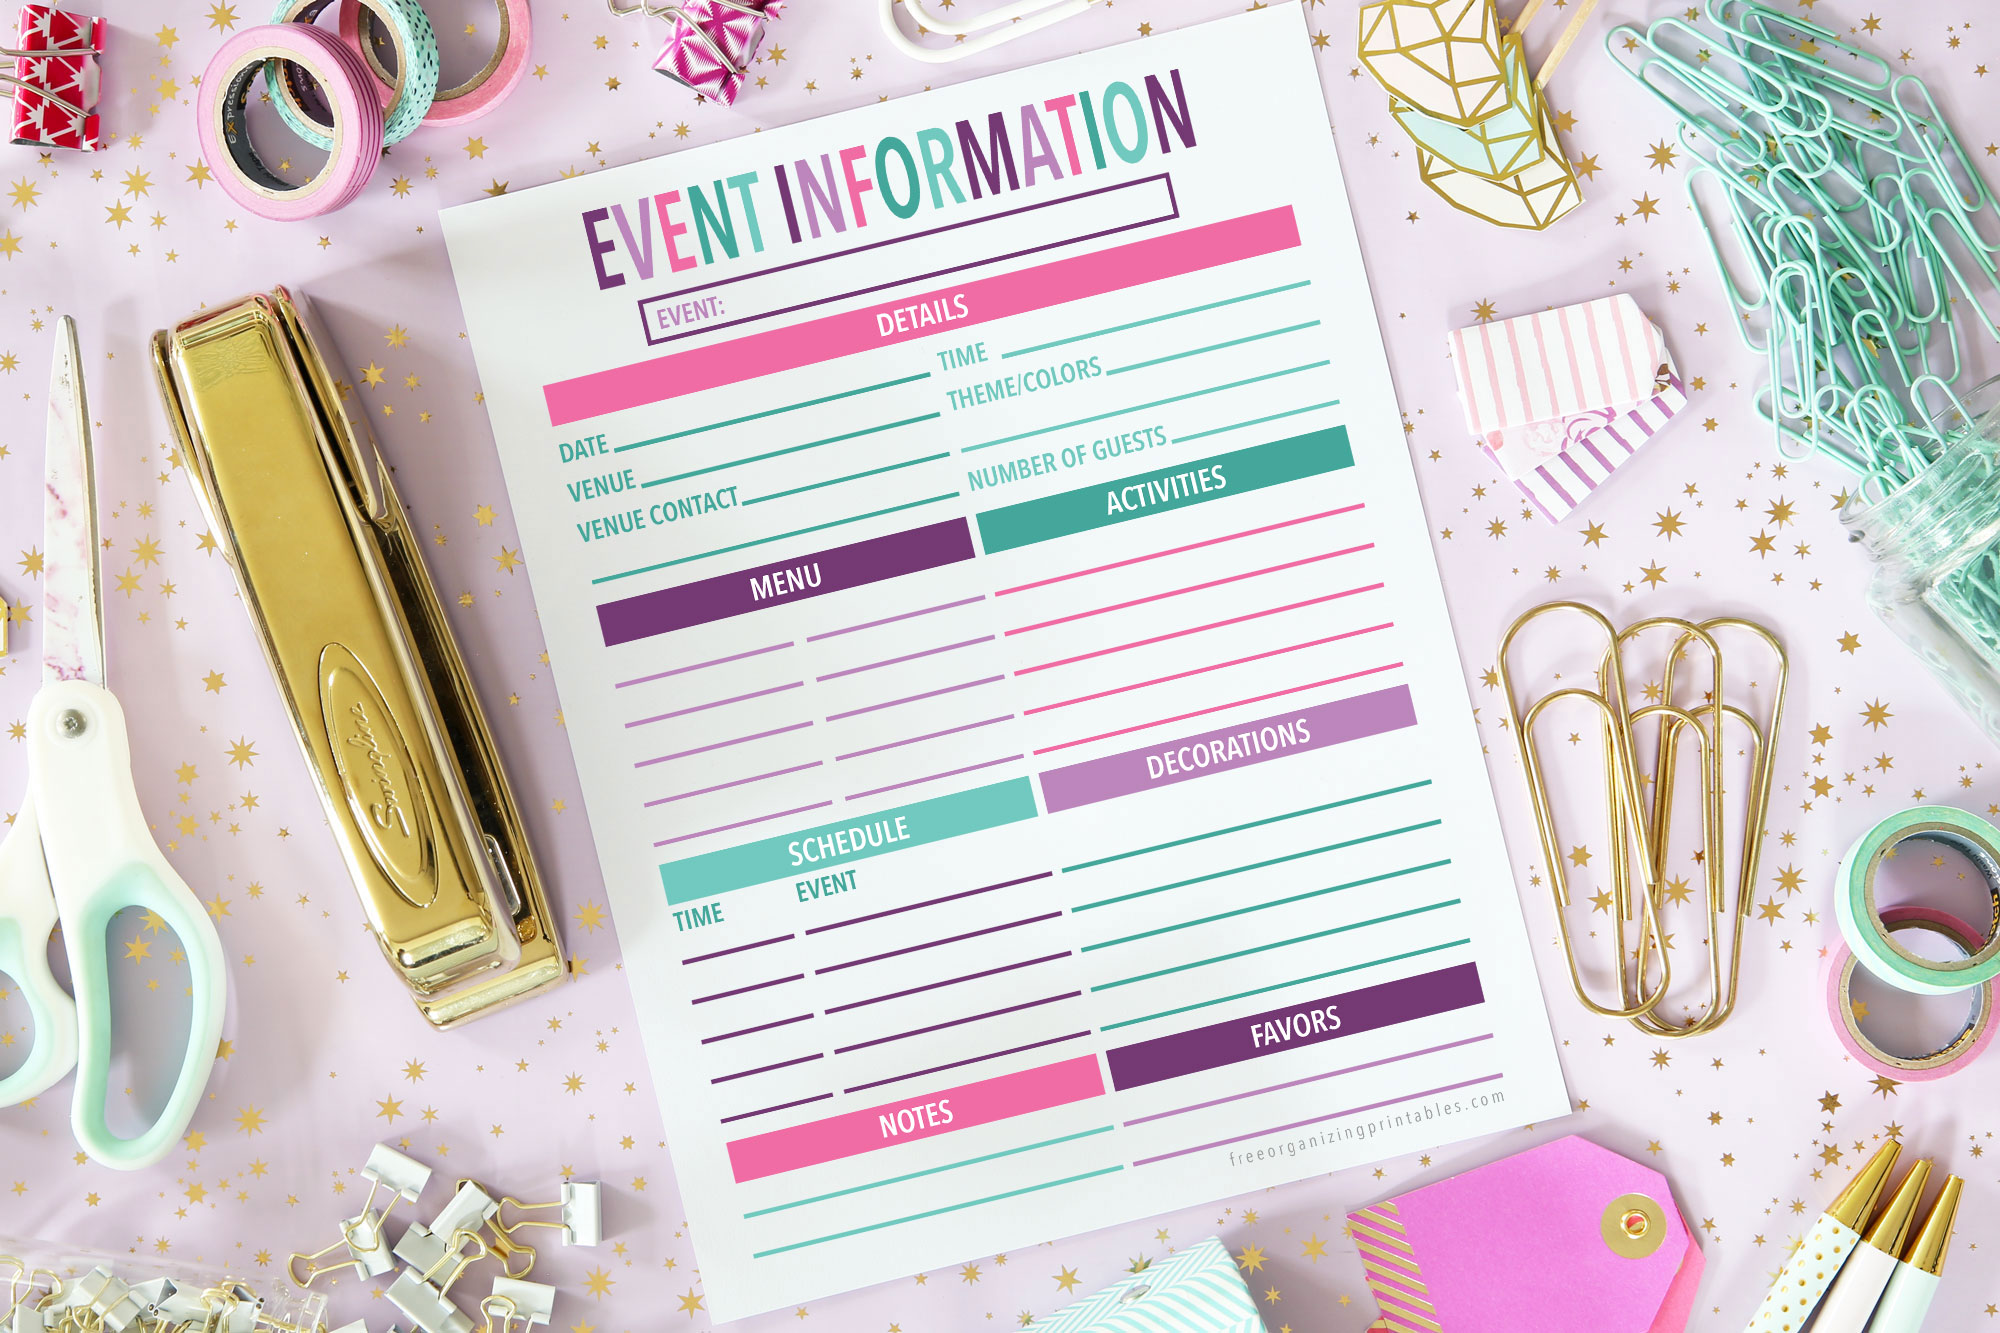 EVENT INFORMATION
EVENT:
DETAILS
DATE
TIME
VENUE
THEME/COLORS
VENUE CONTACT
NUMBER OF GUESTS
MENU
ACTIVITIES
SCHEDULE
DECORATIONS
TIME EVENT
NOTES
FAVORS
freeorganizingprintables.com
Swingline
Expressions